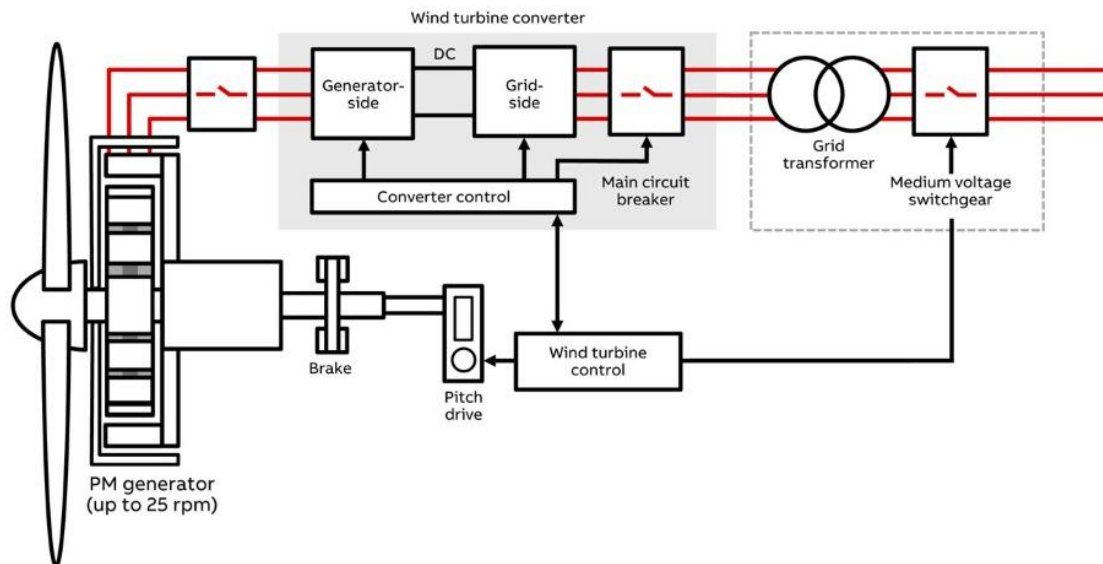 Wind turbine converter
DC
Generator-
side
Grid-
side
Converter control
Main circuit
breaker
Grid
transformer
Medium voltage
switchgear
Brake
Pitch
drive
Wind turbine
control
PM generator
(up to 25 rpm)